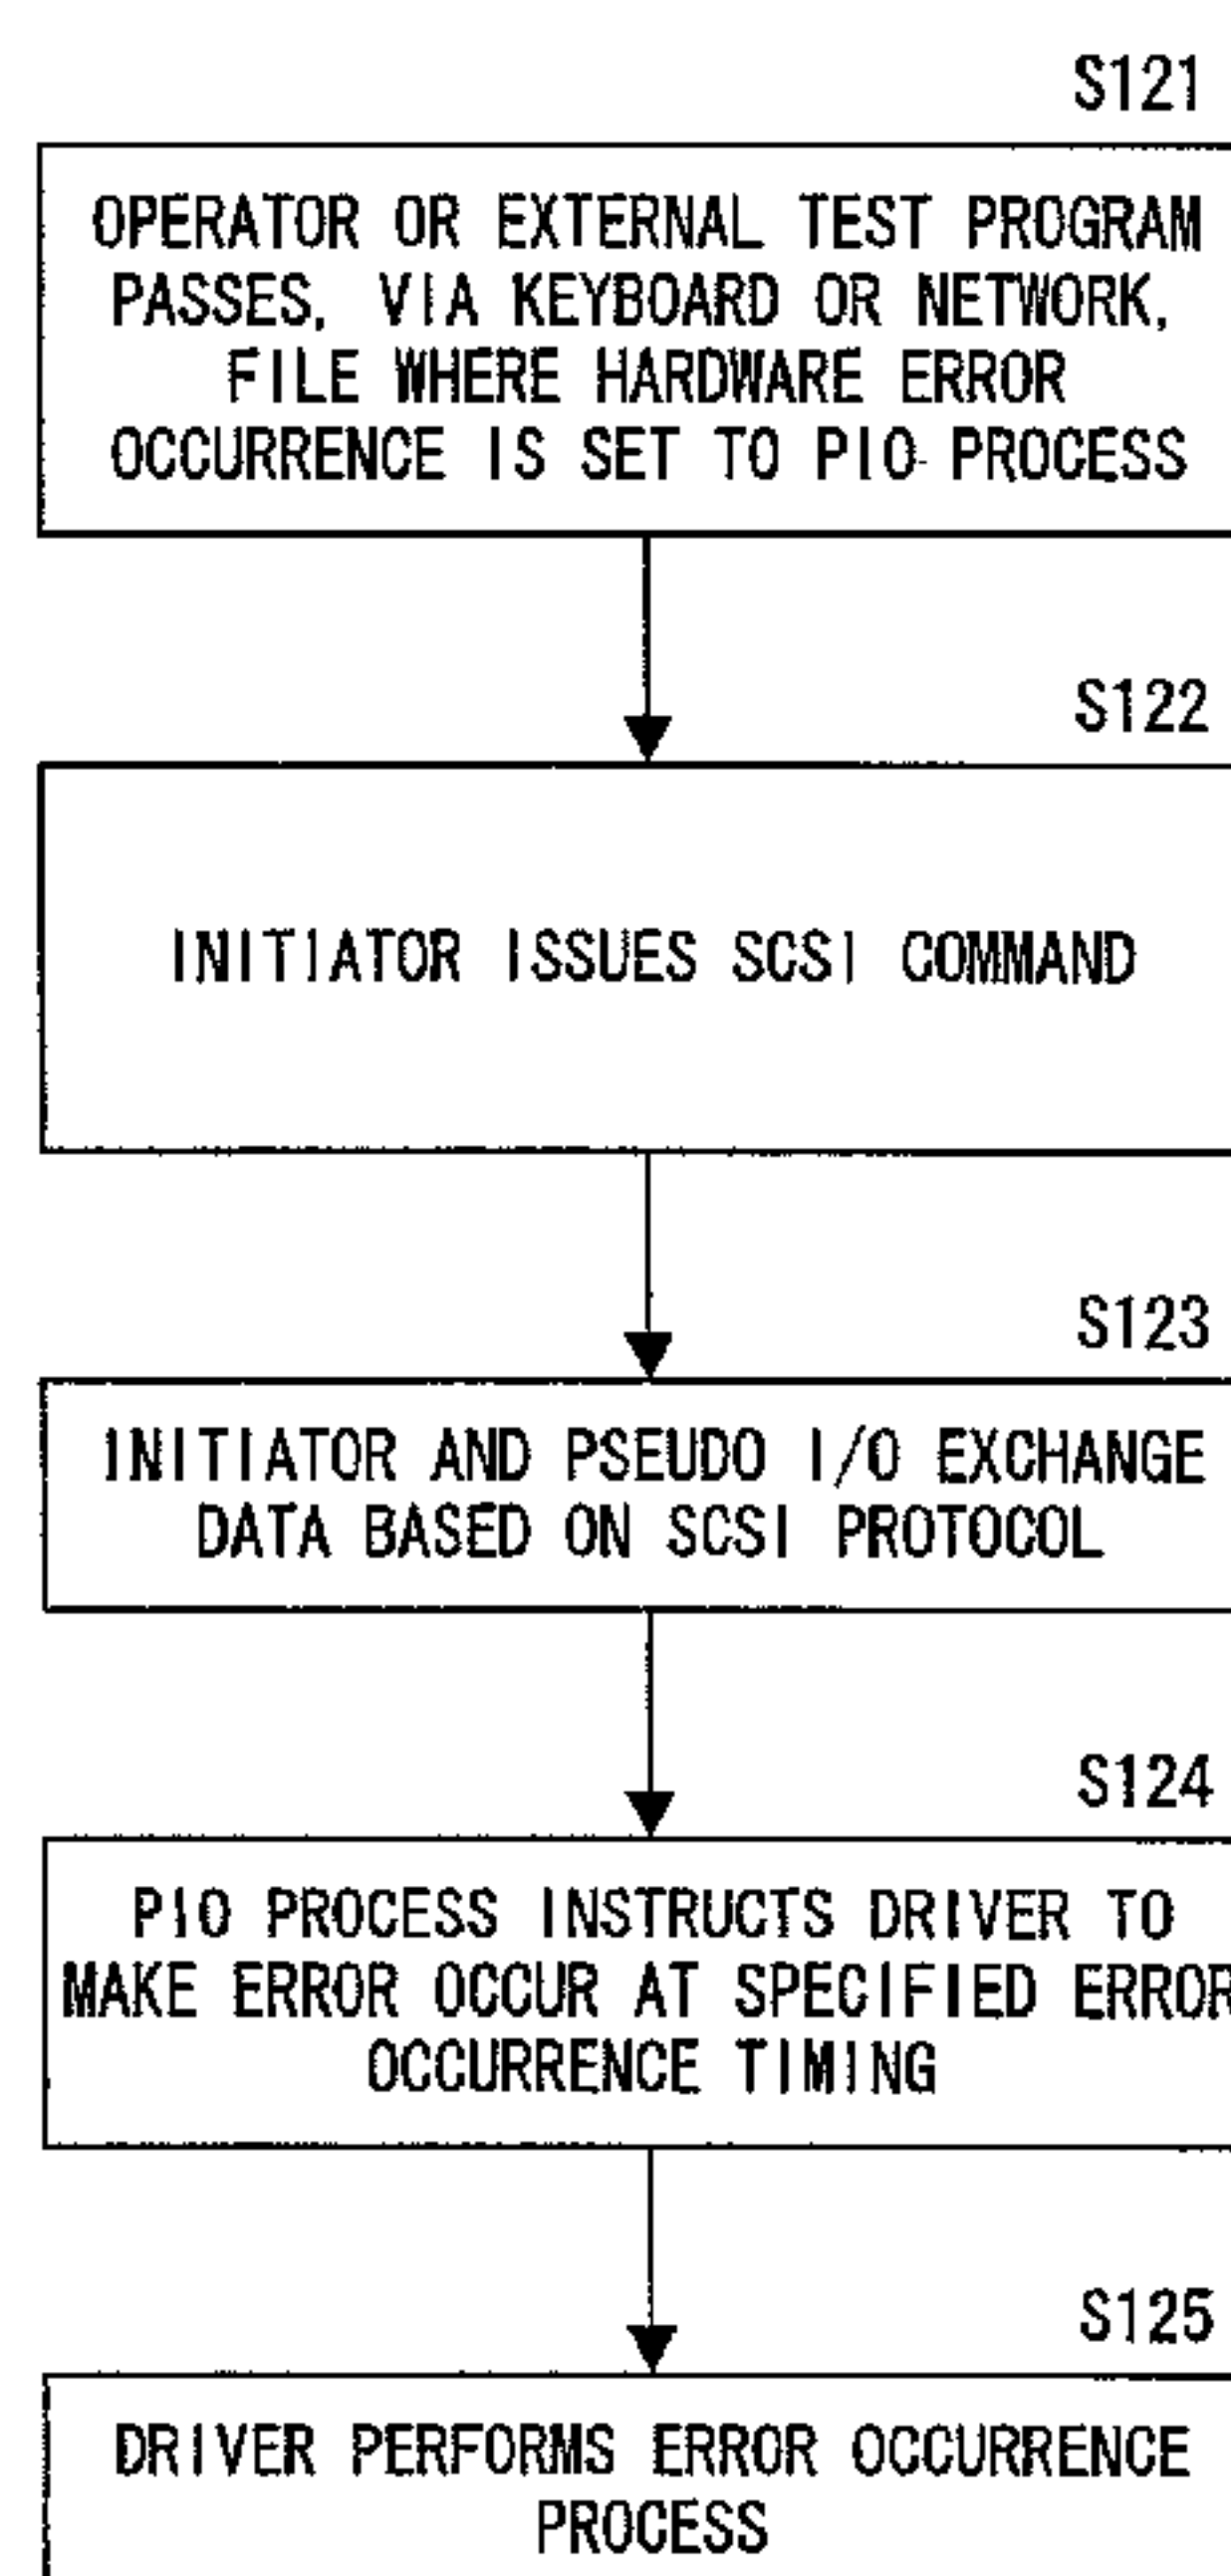 S121
OPERATOR OR EXTERNAL TEST PROGRAM
PASSES, VIA KEYBOARD OR NETWORK,
FILE WHERE HARDWARE ERROR
OCCURRENCE IS SET TO PIO PROCESS
S122
INITIATOR ISSUES SCSI COMMAND
S123
INITIATOR AND PSEUDO I/O EXCHANGE
DATA BASED ON SCSI PROTOCOL
S124
PIO PROCESS INSTRUCTS DRIVER TO
MAKE ERROR OCCUR AT SPECIFIED ERROR
OCCURRENCE TIMING
S125
DRIVER PERFORMS ERROR OCCURRENCE
PROCESS